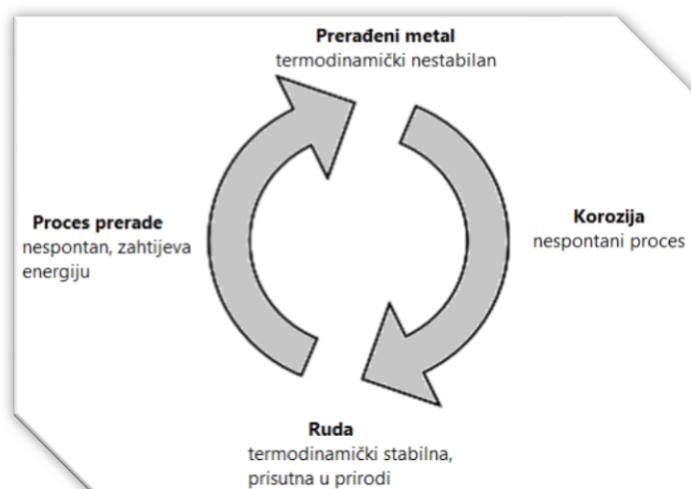 Prerađeni metal
termodinamički nestabilan
Proces prerade
nespontan, zahtijeva
energiju
Korozija
nespontani proces
Ruda
termodinamički stabilna,
prisutna u prirodi